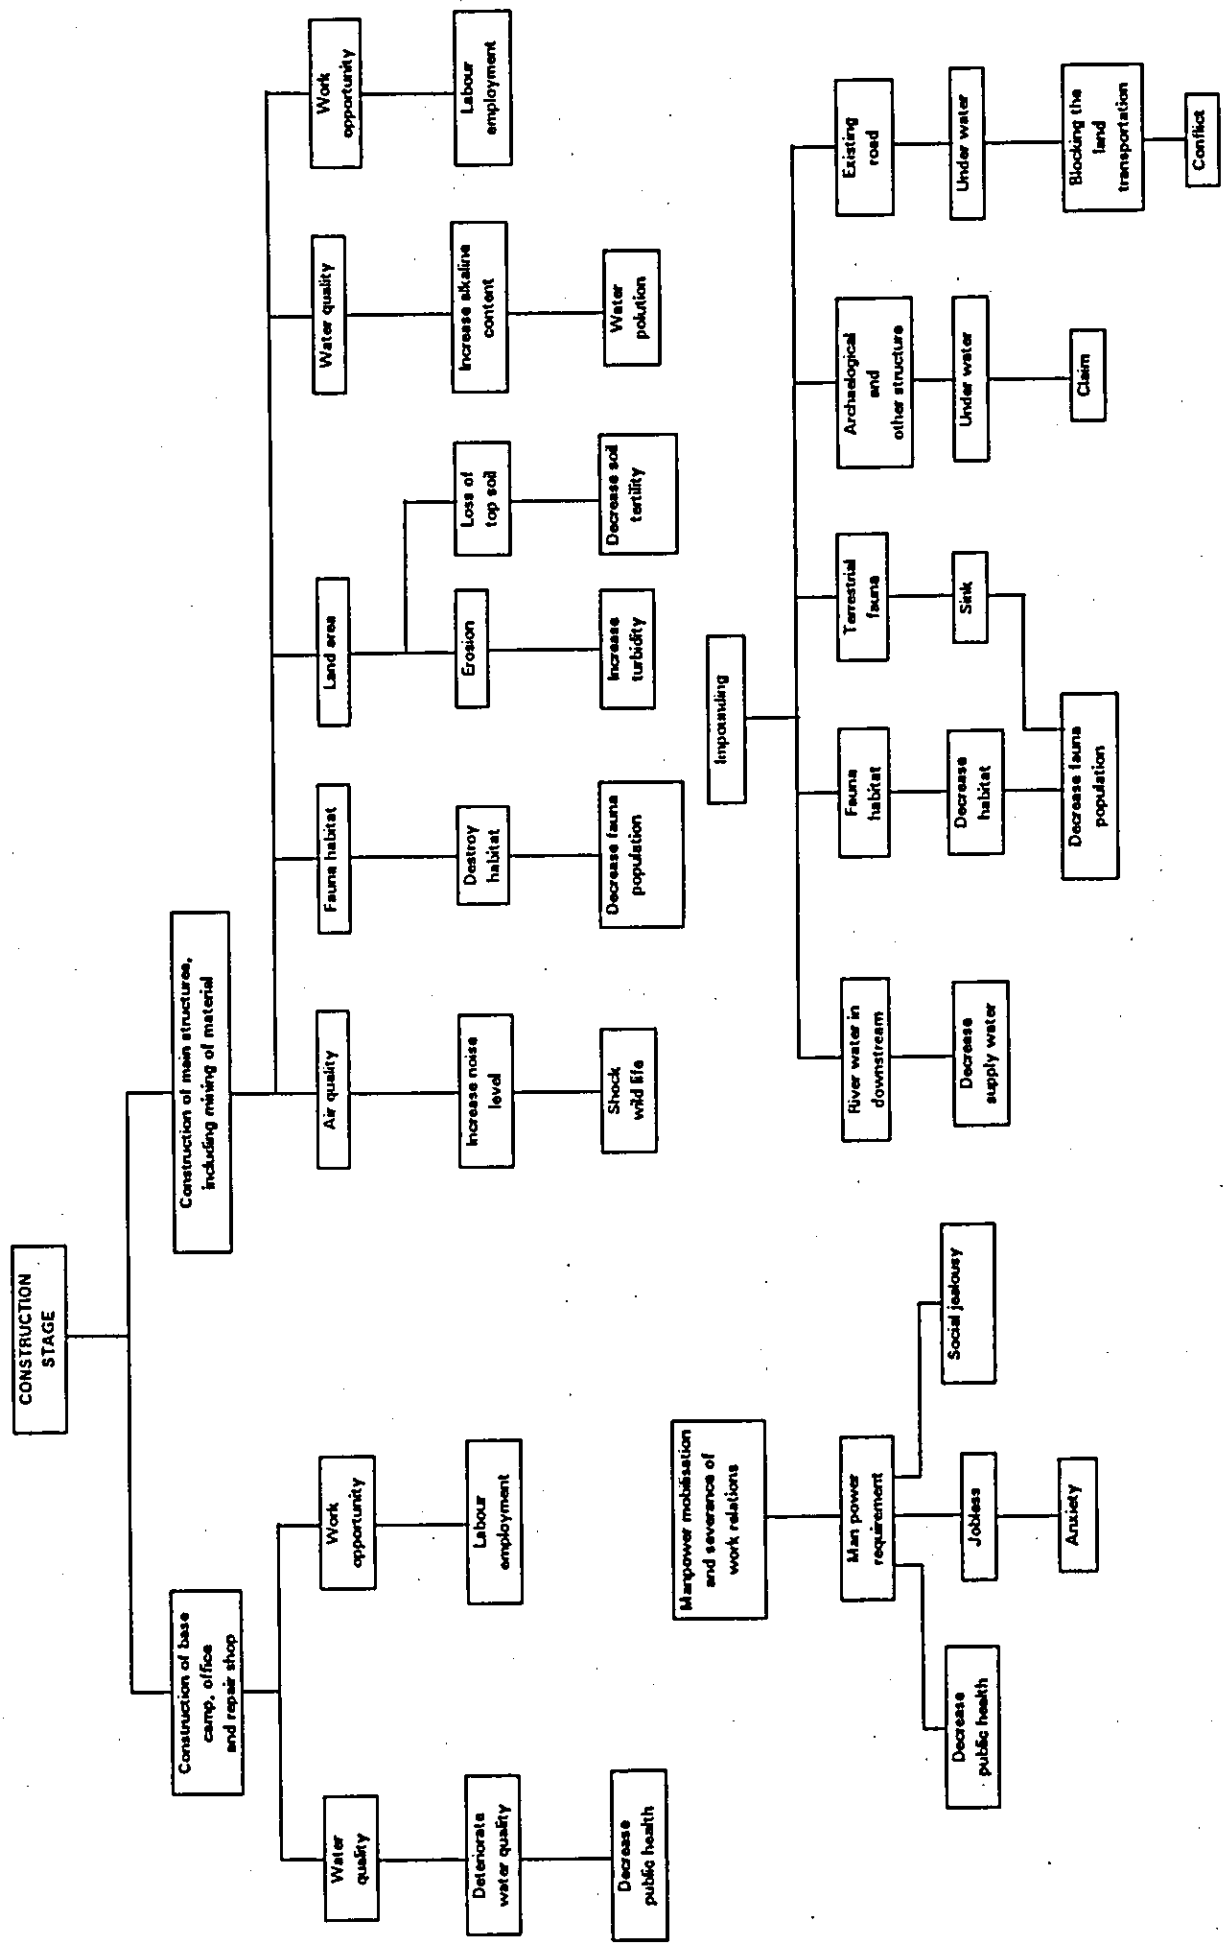 CONSTRUCTION
STAGE
Construction of base
camp, office
and repair shop
Construction of main structures,
including mining of material
Water
quality
Work
opportunity
Air quality
Fauna habitat
Land area
Water quality
Work
opportunity
Deteriorate
water quality
Labour
employment
Increase noise
level
Destroy
habitat
Erosion
Loss of
top soil
Increase alkaline
content
Labour
employment
Decrease
public health
Shock
wild life
Decrease fauna
population
Increase
turbidity
Decrease soil
tertility
Water
polution
Manpower mobilisation
and severance of
work relations
Impounding
Man power
requirement
River water in
downstream
Fauna
habitat
Terrestrial
fauna
Archaelogical
and
other structure
Existing
road
Decrease
public health
Jobless
Social jealousy
Decrease
supply water
Decrease
habitat
Sink
Under water
Under water
Anxiety
Decrease fauna
population
Claim
Blocking the
land
transportation
Conflict